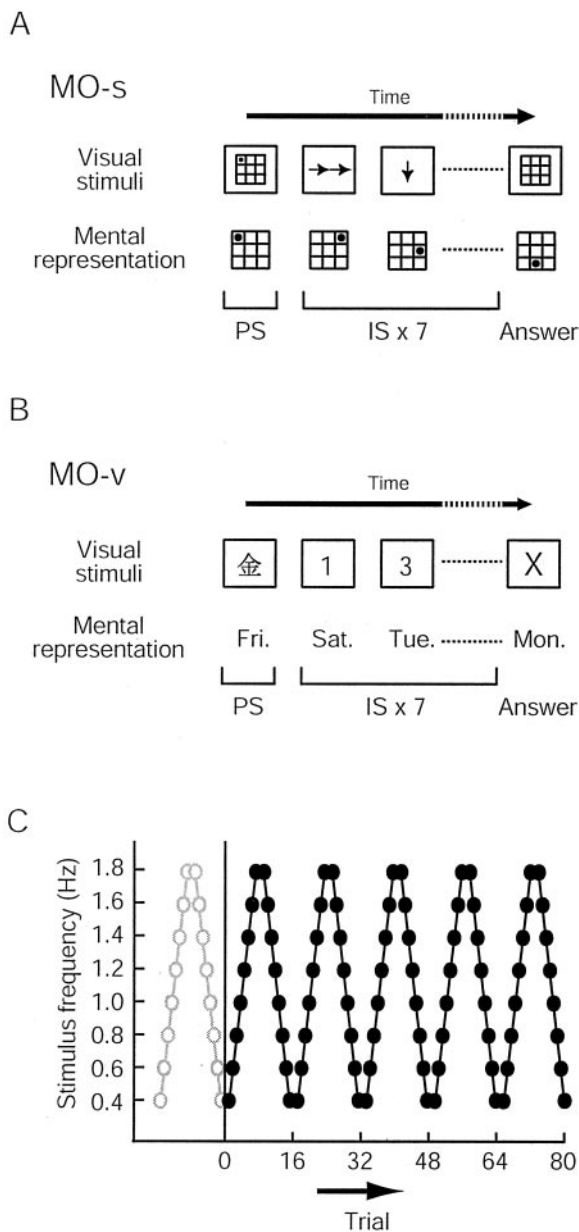 A
MO-s
Time
Visual
stimuli
Mental
representation
PS
IS x 7
Answer
B
MO-v
Time
Visual
stimuli
金
1
3
X
Mental
representation
Fri.
Sat.
Tue.
Mon.
PS
IS x 7
Answer
C
Stimulus frequency (Hz)
1.8
1.6
1.4
1.2
1.0
0.8
0.6
0.4
0
16
32
48
64
80
Trial